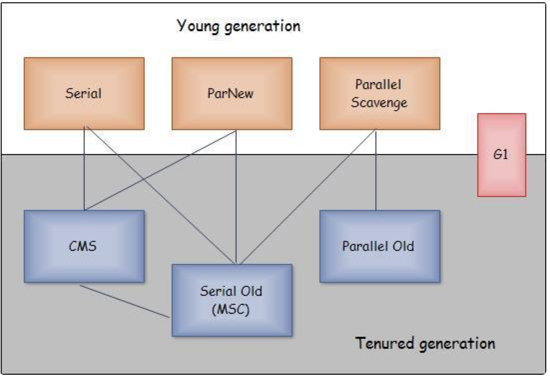 Young generation
Serial
ParNew
Parallel
Scavenge
G1
CMS
Serial Old
(MSC)
Parallel Old
Tenured generation